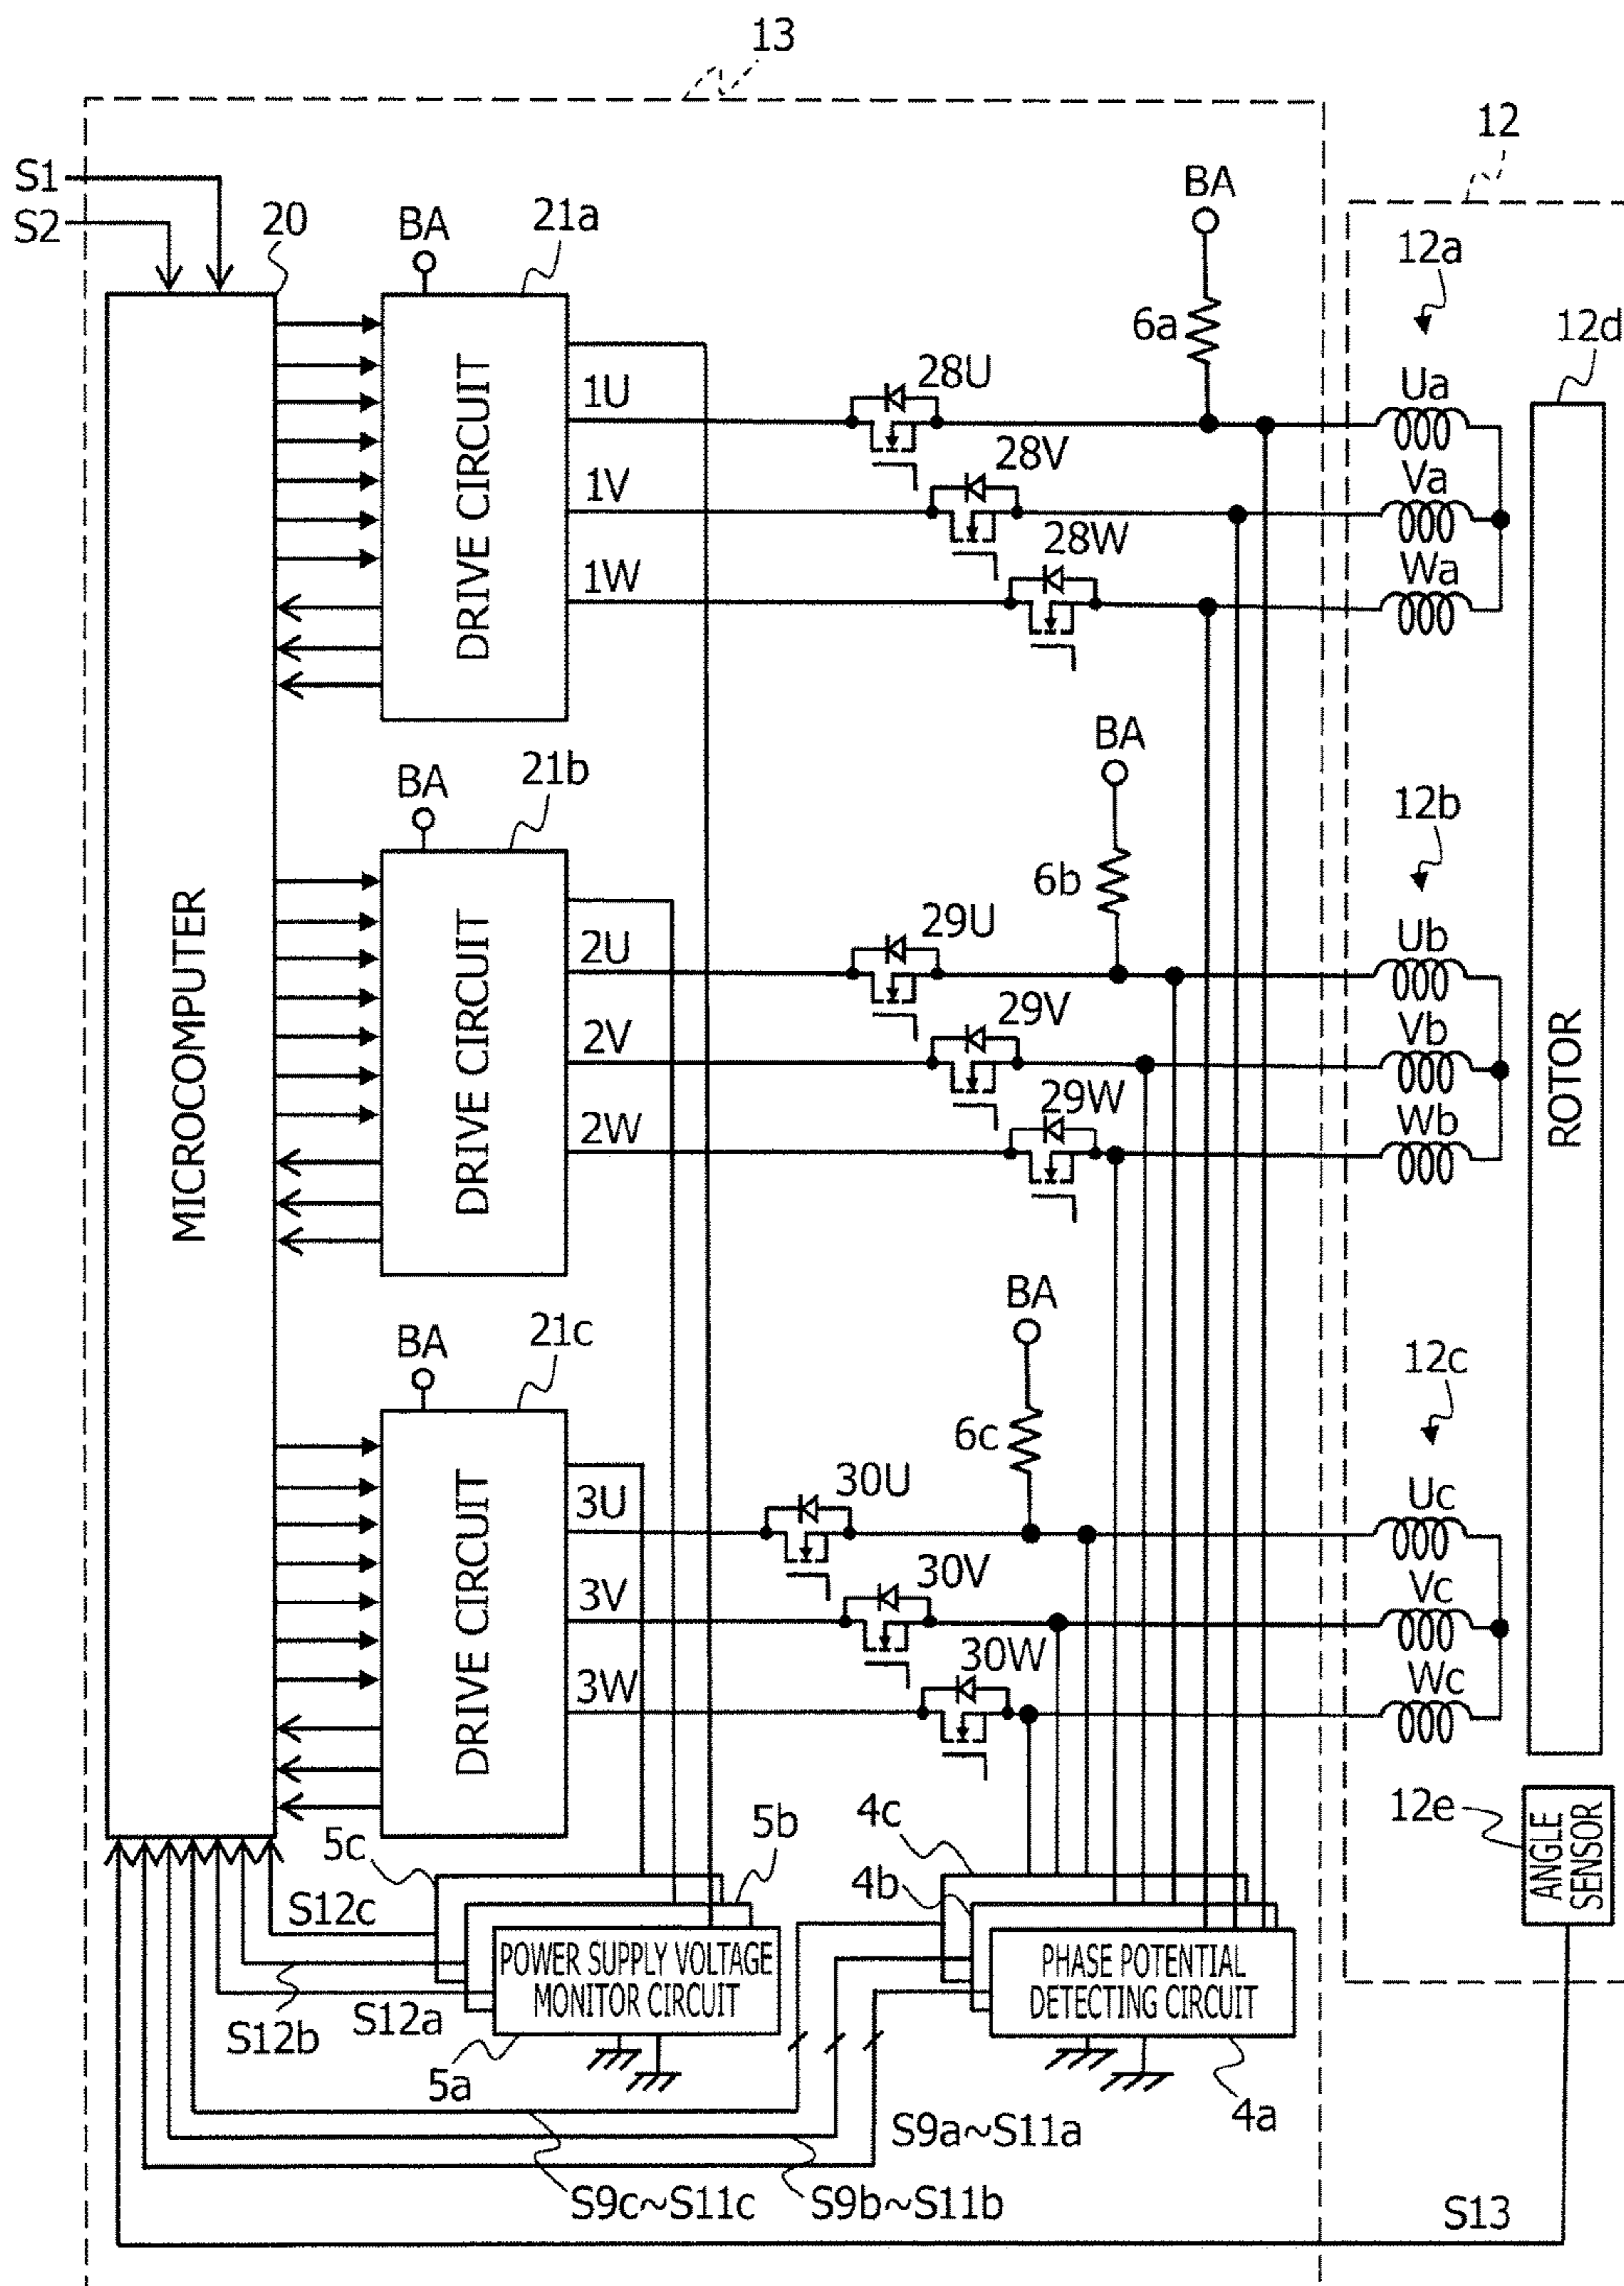 13
12
S1
S2
20
BA
21a
BA
12a
6a
12d
28U
Ua
1U
28V
Va
1V
28W
Wa
1W
MICROCOMPUTER
DRIVE CIRCUIT
BA
BA
21b
12b
6b
29U
Ub
2U
29V
Vb
2V
29W
Wb
2W
DRIVE CIRCUIT
ROTOR
BA
BA
21c
12c
6c
30U
Uc
3U
30V
Vc
3V
30W
Wc
3W
DRIVE CIRCUIT
5c
5b
4c
4b
12e
ANGLE
SENSOR
S12c
POWER SUPPLY VOLTAGE
MONITOR CIRCUIT
PHASE POTENTIAL
DETECTING CIRCUIT
S12b
S12a
5a
4a
S9a~S11a
S9c~S11c
S9b~S11b
S13